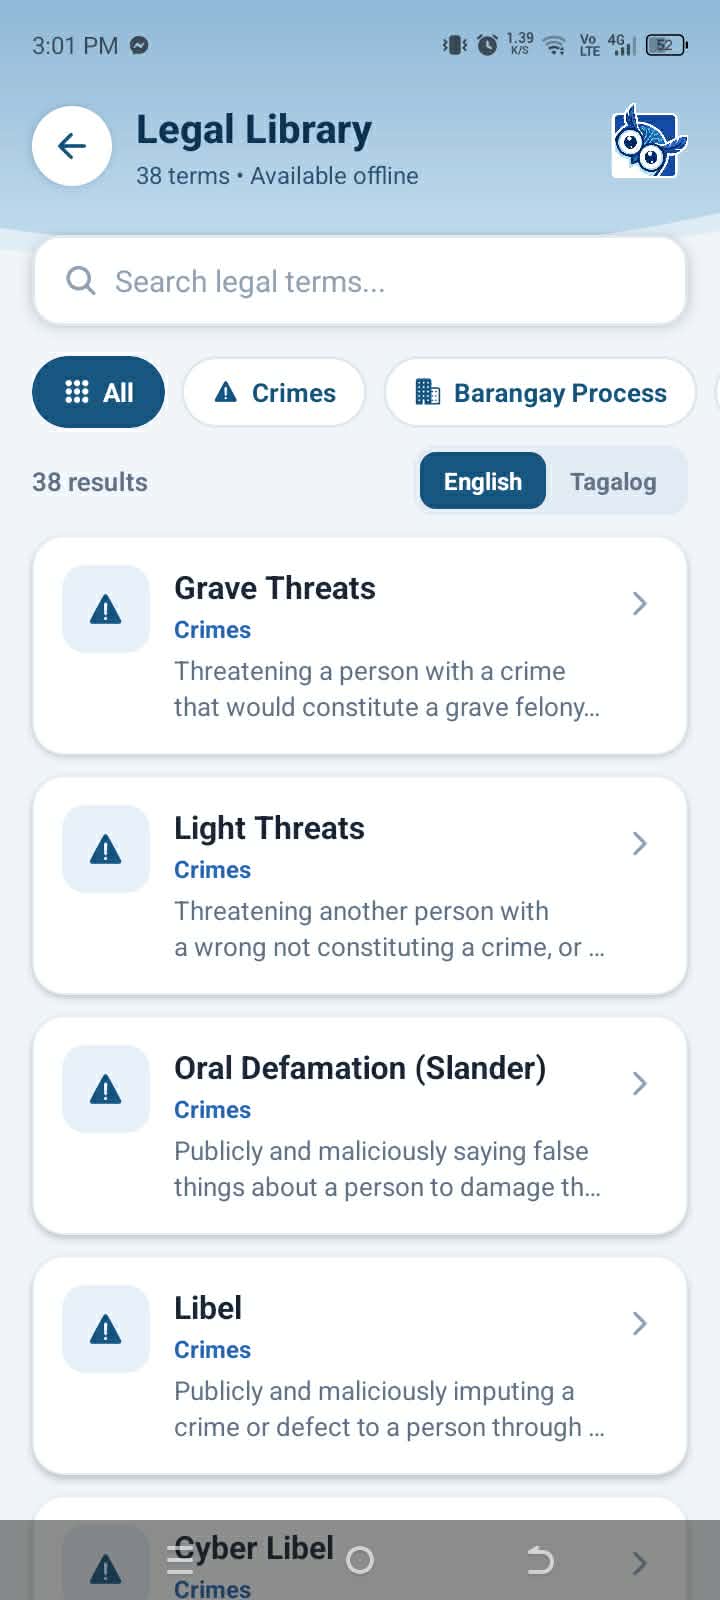 3:01 PM
1.39
K/S
Vo
LTE
4G
52
Legal Library
38 terms • Available offline
Search legal terms...
All
Crimes
Barangay Process
38 results
English
Tagalog
Grave Threats
Crimes
Threatening a person with a crime
that would constitute a grave felony...
Light Threats
Crimes
Threatening another person with
a wrong not constituting a crime, or ...
Oral Defamation (Slander)
Crimes
Publicly and maliciously saying false
things about a person to damage th...
Libel
Crimes
Publicly and maliciously imputing a
crime or defect to a person through ...
Cyber Libel
Crimes